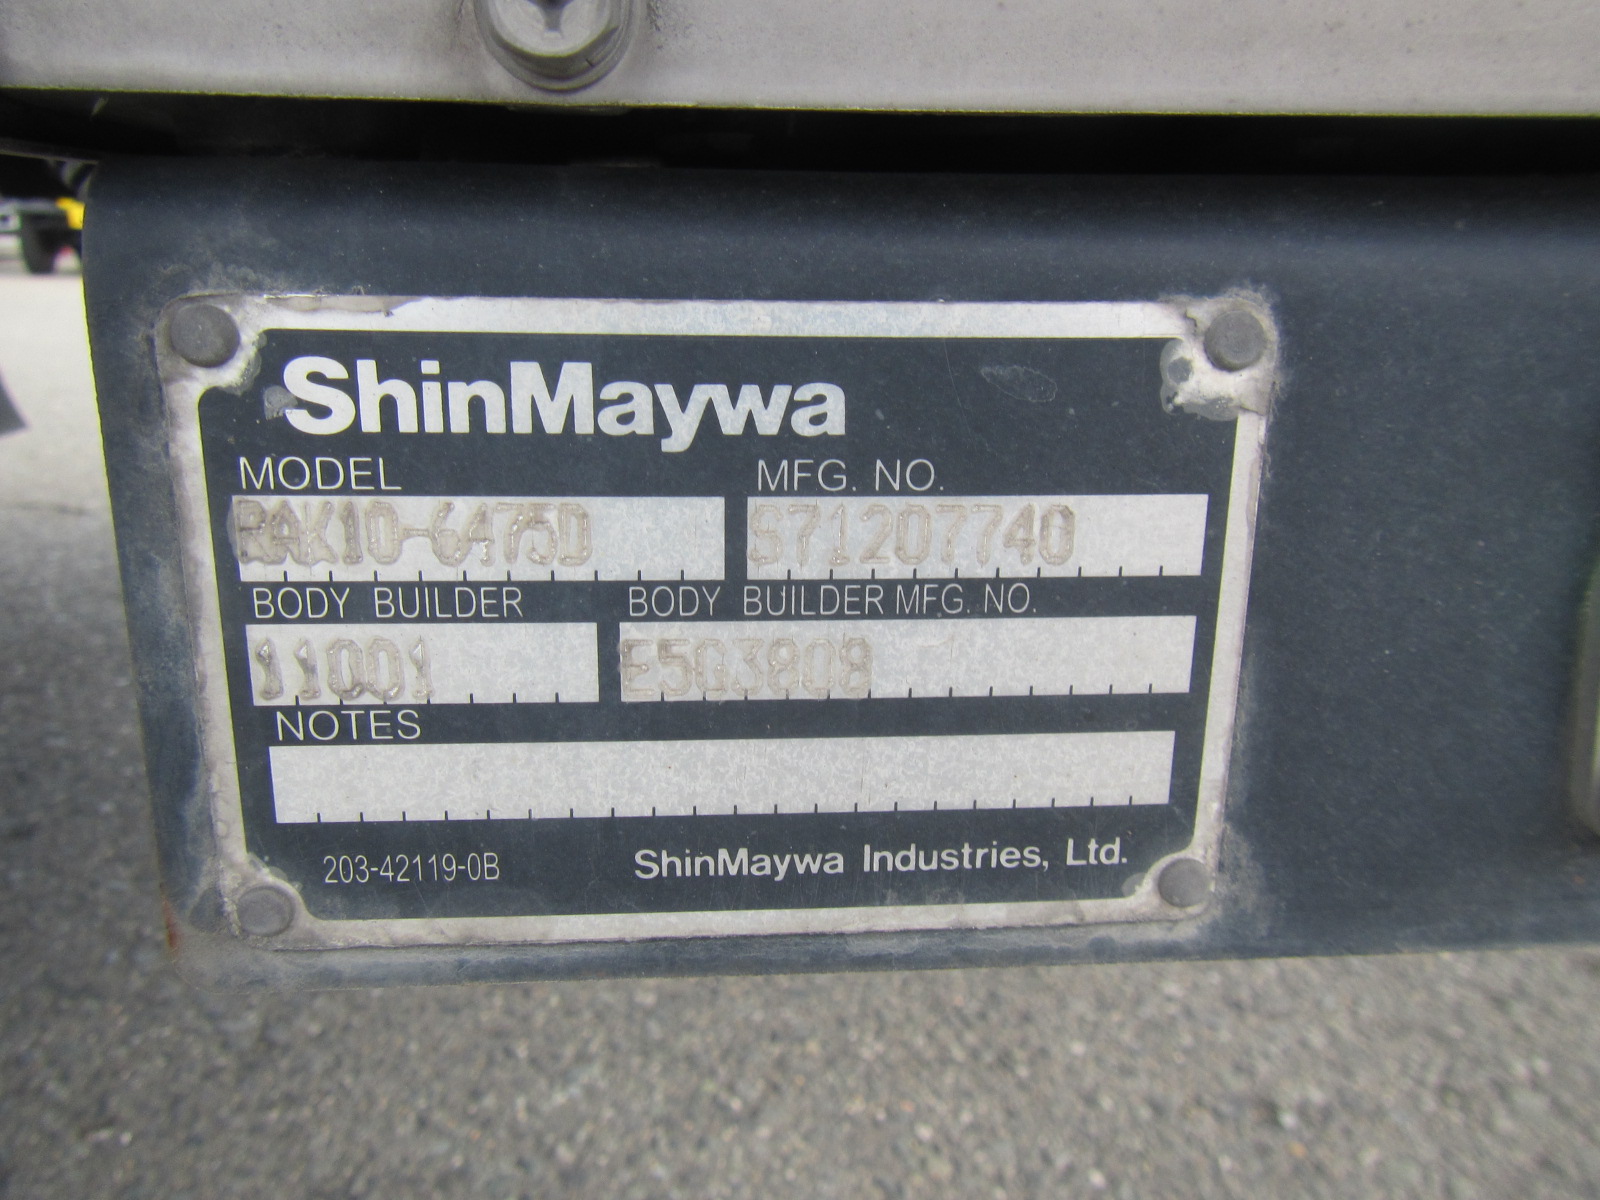 ShinMaywa
MODEL MFG. NO.
RAK10-6475D S71207740
BODY BUILDER BODY BUILDER MFG. NO.
11001 E5G3808
NOTES
203-42119-0B ShinMaywa Industries, Ltd.